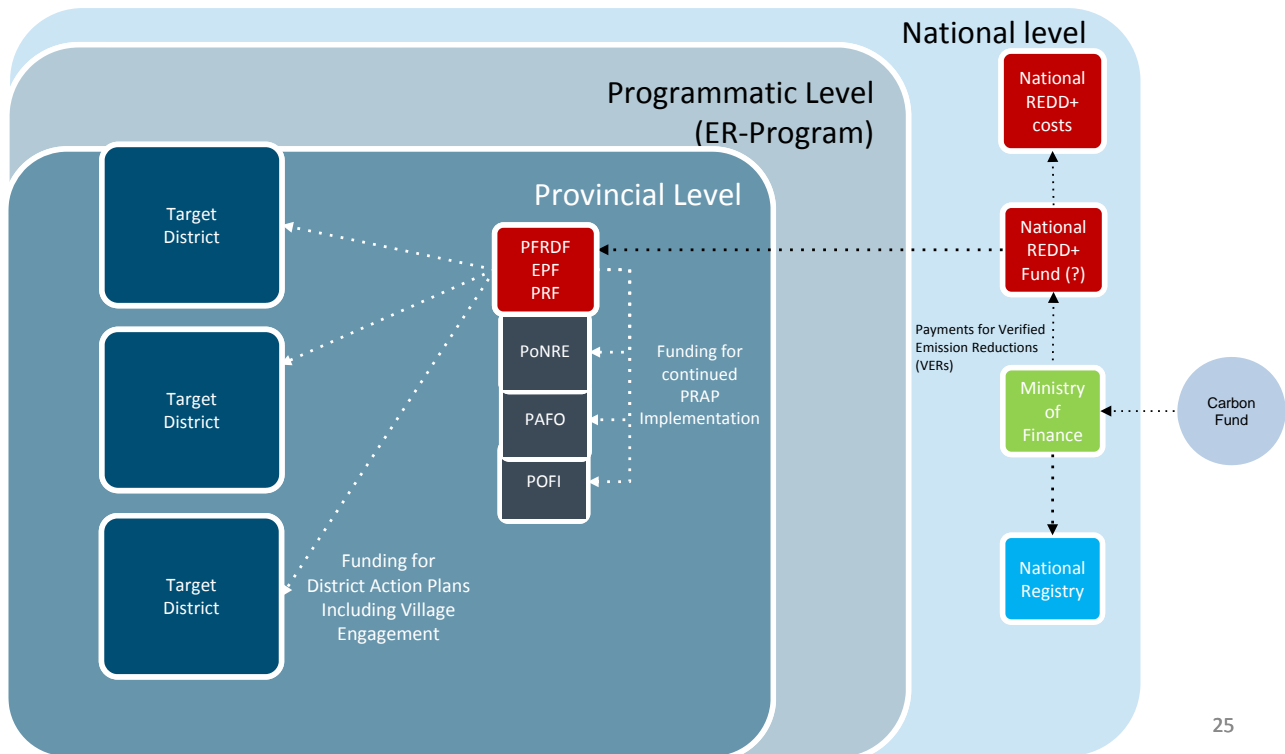 National level
National
REDD+
costs
Programmatic Level
(ER-Program)
Provincial Level
Target
District
PFRDF
EPF
PRF
National
REDD+
Fund (?)
Payments for Verified
Emission Reductions
(VERs)
PoNRE
PAFO
POFI
Funding for
continued
PRAP
Implementation
Target
District
Ministry
of
Finance
Carbon
Fund
Target
District
Funding for
District Action Plans
Including Village
Engagement
National
Registry
25